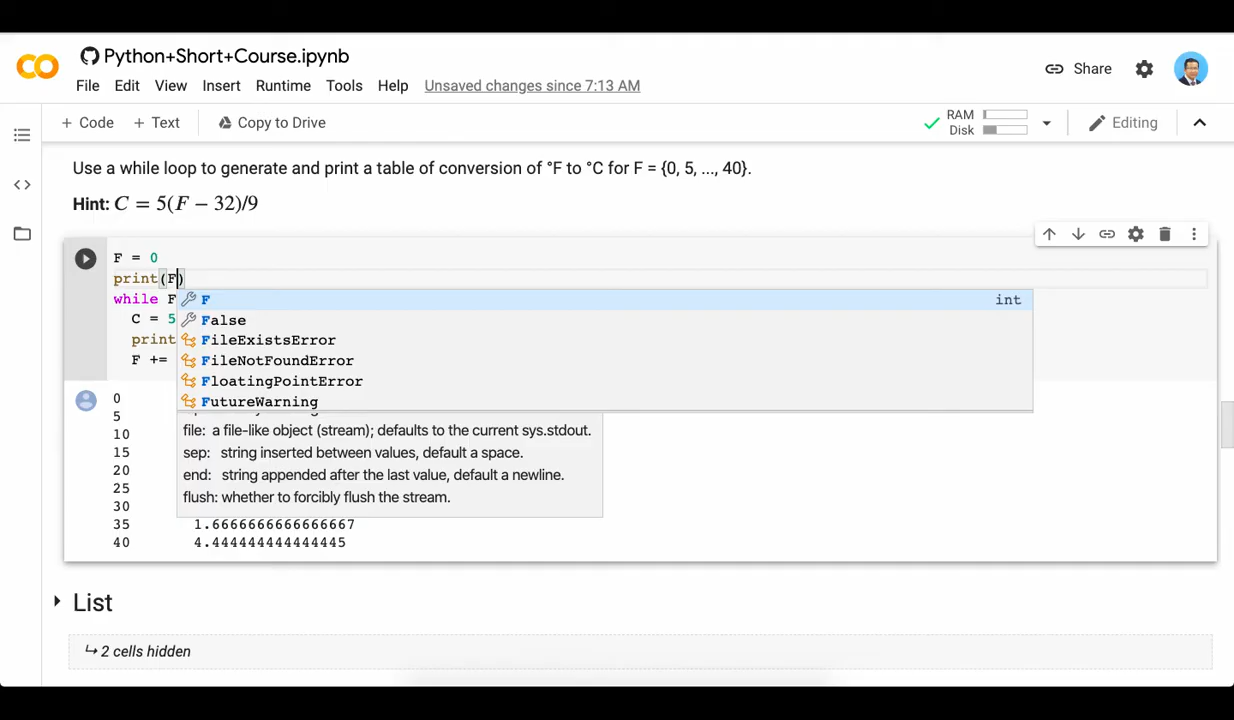 Python+Short+Course.ipynb
File Edit View Insert Runtime Tools Help Unsaved changes since 7:13 AM
Share
+ Code + Text Copy to Drive
RAM
Disk
Editing
Use a while loop to generate and print a table of conversion of °F to °C for F = {0, 5, ..., 40}.
Hint: C = 5(F − 32)/9
F = 0
print(F)
while F
C = 5
print
F +=
F int
False
FileExistsError
FileNotFoundError
FloatingPointError
FutureWarning
file: a file-like object (stream); defaults to the current sys.stdout.
sep: string inserted between values, default a space.
end: string appended after the last value, default a newline.
flush: whether to forcibly flush the stream.
0
5
10
15
20
25
30
35 1.6666666666666667
40 4.444444444444445
List
2 cells hidden